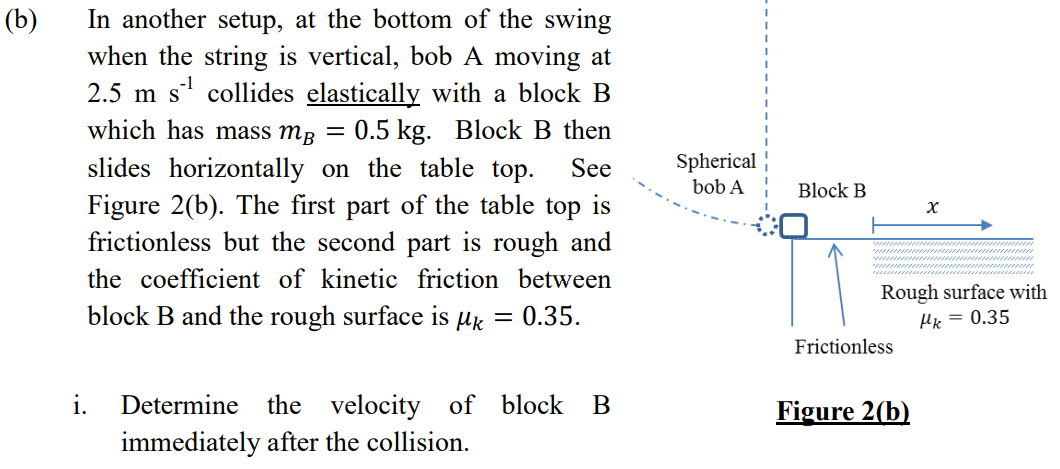 (b) In another setup, at the bottom of the swing
when the string is vertical, bob A moving at
2.5 m s⁻¹ collides elastically with a block B
which has mass m_B = 0.5 kg. Block B then
slides horizontally on the table top. See
Figure 2(b). The first part of the table top is
frictionless but the second part is rough and
the coefficient of kinetic friction between
block B and the rough surface is μ_k = 0.35.
i. Determine the velocity of block B
immediately after the collision.
Spherical
bob A
Block B
x
Rough surface with
μ_k = 0.35
Frictionless
Figure 2(b)